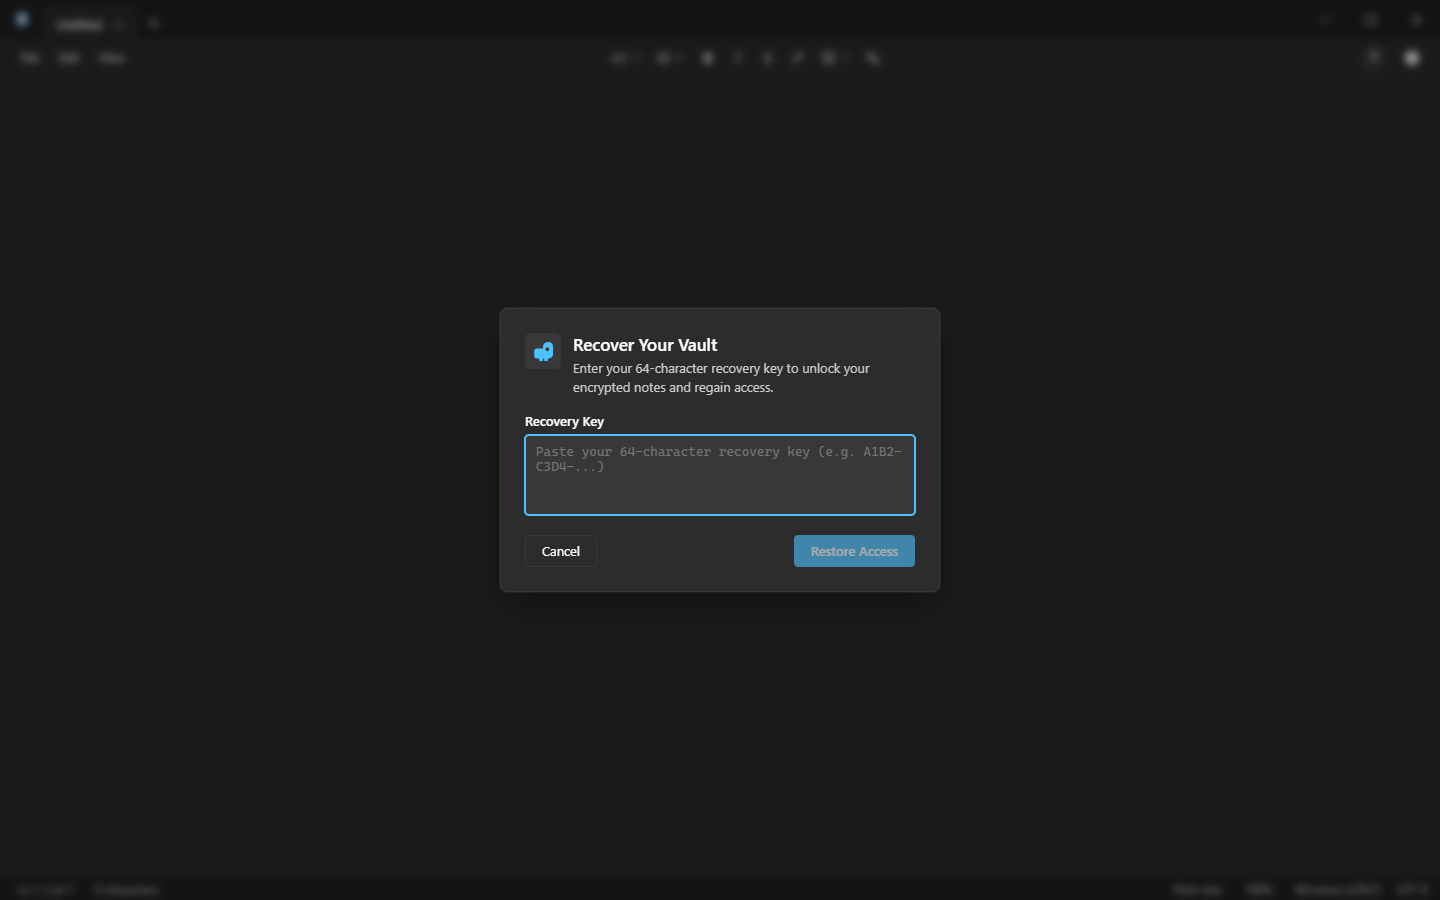 Recover Your Vault
Enter your 64-character recovery key to unlock your
encrypted notes and regain access.
Recovery Key
Paste your 64-character recovery key (e.g. A1B2-
C3D4-...)
Cancel
Restore Access